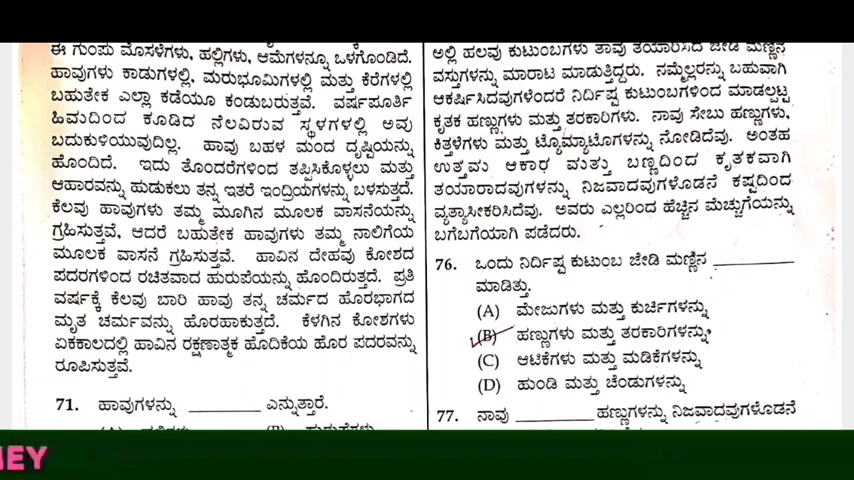 ಈ ಗುಂಪು ಮೊಸಳೆಗಳು, ಹಲ್ಲಿಗಳು, ಆಮೆಗಳನ್ನೂ ಒಳಗೊಂಡಿದೆ.
ಹಾವುಗಳು ಕಾಡುಗಳಲ್ಲಿ, ಮರುಭೂಮಿಗಳಲ್ಲಿ ಮತ್ತು ಕೆರೆಗಳಲ್ಲಿ
ಬಹುತೇಕ ಎಲ್ಲಾ ಕಡೆಯೂ ಕಂಡುಬರುತ್ತವೆ. ವರ್ಷಪೂರ್ತಿ
ಹಿಮದಿಂದ ಕೂಡಿದ ನೆಲವಿರುವ ಸ್ಥಳಗಳಲ್ಲಿ ಅವು
ಬದುಕುಳಿಯುವುದಿಲ್ಲ. ಹಾವು ಬಹಳ ಮಂದ ದೃಷ್ಟಿಯನ್ನು
ಹೊಂದಿದೆ. ಇದು ತೊಂದರೆಗಳಿಂದ ತಪ್ಪಿಸಿಕೊಳ್ಳಲು ಮತ್ತು
ಆಹಾರವನ್ನು ಹುಡುಕಲು ತನ್ನ ಇತರೆ ಇಂದ್ರಿಯಗಳನ್ನು ಬಳಸುತ್ತದೆ.
ಕೆಲವು ಹಾವುಗಳು ತಮ್ಮ ಮೂಗಿನ ಮೂಲಕ ವಾಸನೆಯನ್ನು
ಗ್ರಹಿಸುತ್ತವೆ, ಆದರೆ ಬಹುತೇಕ ಹಾವುಗಳು ತಮ್ಮ ನಾಲಿಗೆಯ
ಮೂಲಕ ವಾಸನೆ ಗ್ರಹಿಸುತ್ತವೆ. ಹಾವಿನ ದೇಹವು ಕೋಶದ
ಪದರಗಳಿಂದ ರಚಿತವಾದ ಹುರುಪೆಯನ್ನು ಹೊಂದಿರುತ್ತದೆ. ಪ್ರತಿ
ವರ್ಷಕ್ಕೆ ಕೆಲವು ಬಾರಿ ಹಾವು ತನ್ನ ಚರ್ಮದ ಹೊರಭಾಗದ
ಮೃತ ಚರ್ಮವನ್ನು ಹೊರಹಾಕುತ್ತದೆ. ಕೆಳಗಿನ ಕೋಶಗಳು
ಏಕಕಾಲದಲ್ಲಿ ಹಾವಿನ ರಕ್ಷಣಾತ್ಮಕ ಹೊದಿಕೆಯ ಹೊರ ಪದರವನ್ನು
ರೂಪಿಸುತ್ತವೆ.
71. ಹಾವುಗಳನ್ನು ________ ಎನ್ನುತ್ತಾರೆ.
ಅಲ್ಲಿ ಹಲವು ಕುಟುಂಬಗಳು ತಾವು ತಯಾರಿಸಿದ ಜೇಡಿ ಮಣ್ಣಿನ
ವಸ್ತುಗಳನ್ನು ಮಾರಾಟ ಮಾಡುತ್ತಿದ್ದರು. ನಮ್ಮೆಲ್ಲರನ್ನು ಬಹುವಾಗಿ
ಆಕರ್ಷಿಸಿದವುಗಳೆಂದರೆ ನಿರ್ದಿಷ್ಟ ಕುಟುಂಬಗಳಿಂದ ಮಾಡಲ್ಪಟ್ಟ
ಕೃತಕ ಹಣ್ಣುಗಳು ಮತ್ತು ತರಕಾರಿಗಳು. ನಾವು ಸೇಬು ಹಣ್ಣುಗಳು,
ಕಿತ್ತಳೆಗಳು ಮತ್ತು ಟೊಮ್ಯಾಟೊಗಳನ್ನು ನೋಡಿದೆವು. ಅಂತಹ
ಉತ್ತಮ ಆಕಾರ ಮತ್ತು ಬಣ್ಣದಿಂದ ಕೃತಕವಾಗಿ
ತಯಾರಾದವುಗಳನ್ನು ನಿಜವಾದವುಗಳೊಡನೆ ಕಷ್ಟದಿಂದ
ವ್ಯತ್ಯಾಸೀಕರಿಸಿದೆವು. ಅವರು ಎಲ್ಲರಿಂದ ಹೆಚ್ಚಿನ ಮೆಚ್ಚುಗೆಯನ್ನು
ಬಗೆಬಗೆಯಾಗಿ ಪಡೆದರು.
76. ಒಂದು ನಿರ್ದಿಷ್ಟ ಕುಟುಂಬ ಜೇಡಿ ಮಣ್ಣಿನ ________
ಮಾಡಿತ್ತು.
(A) ಮೇಜುಗಳು ಮತ್ತು ಕುರ್ಚಿಗಳನ್ನು
(B) ಹಣ್ಣುಗಳು ಮತ್ತು ತರಕಾರಿಗಳನ್ನು
(C) ಆಟಿಕೆಗಳು ಮತ್ತು ಮಡಿಕೆಗಳನ್ನು
(D) ಹುಂಡಿ ಮತ್ತು ಚೆಂಡುಗಳನ್ನು
77. ನಾವು ________ ಹಣ್ಣುಗಳನ್ನು ನಿಜವಾದವುಗಳೊಡನೆ